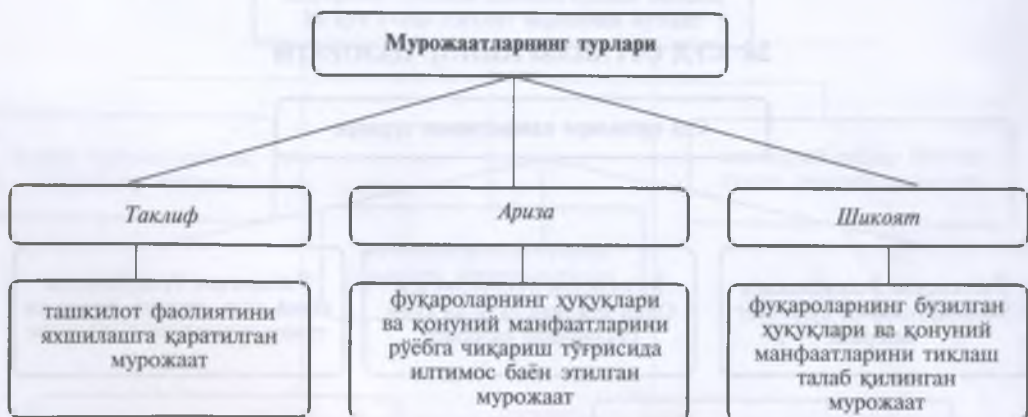 Мурожаатларнинг турлари
Таклиф
Ариза
Шикоят
ташкилот фаолиятини
яхшилашга қаратилган
мурожаат
фуқароларнинг ҳуқуқлари
ва қонуний манфаатларини
рўёбга чиқариш тўғрисида
илтимос баён этилган
мурожаат
фуқароларнинг бузилган
ҳуқуқлари ва қонуний
манфаатларини тиклаш
талаб қилинган
мурожаат